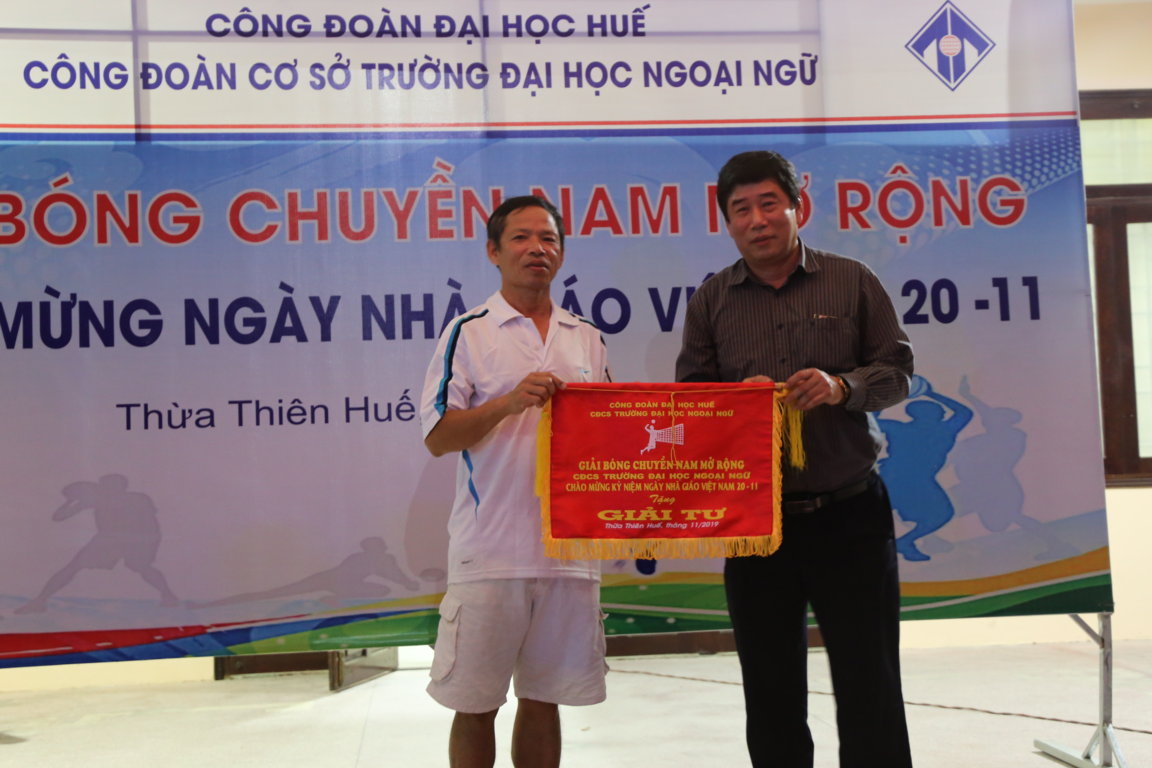 CÔNG ĐOÀN ĐẠI HỌC HUẾ
CÔNG ĐOÀN CƠ SỞ TRƯỜNG ĐẠI HỌC NGOẠI NGỮ
BÓNG CHUYỀN NAM MỞ RỘNG
MỪNG NGÀY NHÀ 20 -11
Thừa Thiên Huế
CÔNG ĐOÀN ĐẠI HỌC HUẾ
CĐCS TRƯỜNG ĐẠI HỌC NGOẠI NGỮ
GIẢI BÓNG CHUYỀN NAM MỞ RỘNG
CĐCS TRƯỜNG ĐẠI HỌC NGOẠI NGỮ
CHÀO MỪNG KỶ NIỆM NGÀY NHÀ GIÁO VIỆT NAM 20-11
Tặng
GIẢI TƯ
Thừa Thiên Huế, tháng 11/2019